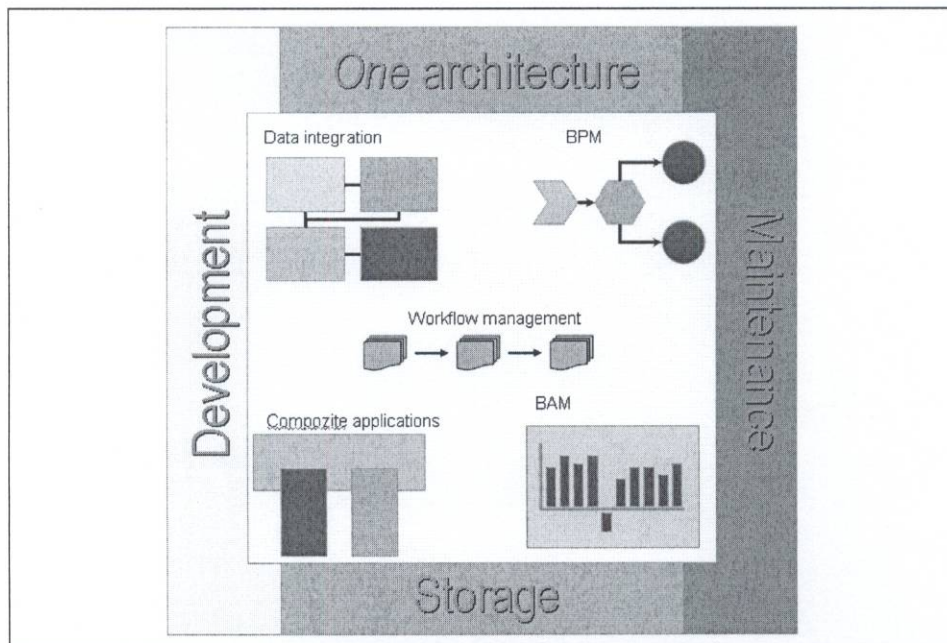 One architecture
Data integration
BPM
Development
Maintenance
Workflow management
Compozite applications
BAM
Storage